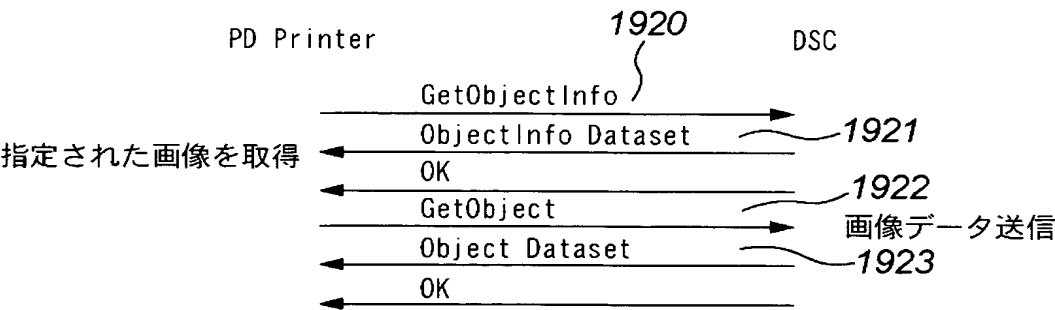 PD Printer
1920
DSC
GetObjectInfo
ObjectInfo Dataset
1921
指定された画像を取得
OK
1922
GetObject
画像データ送信
Object Dataset
1923
OK